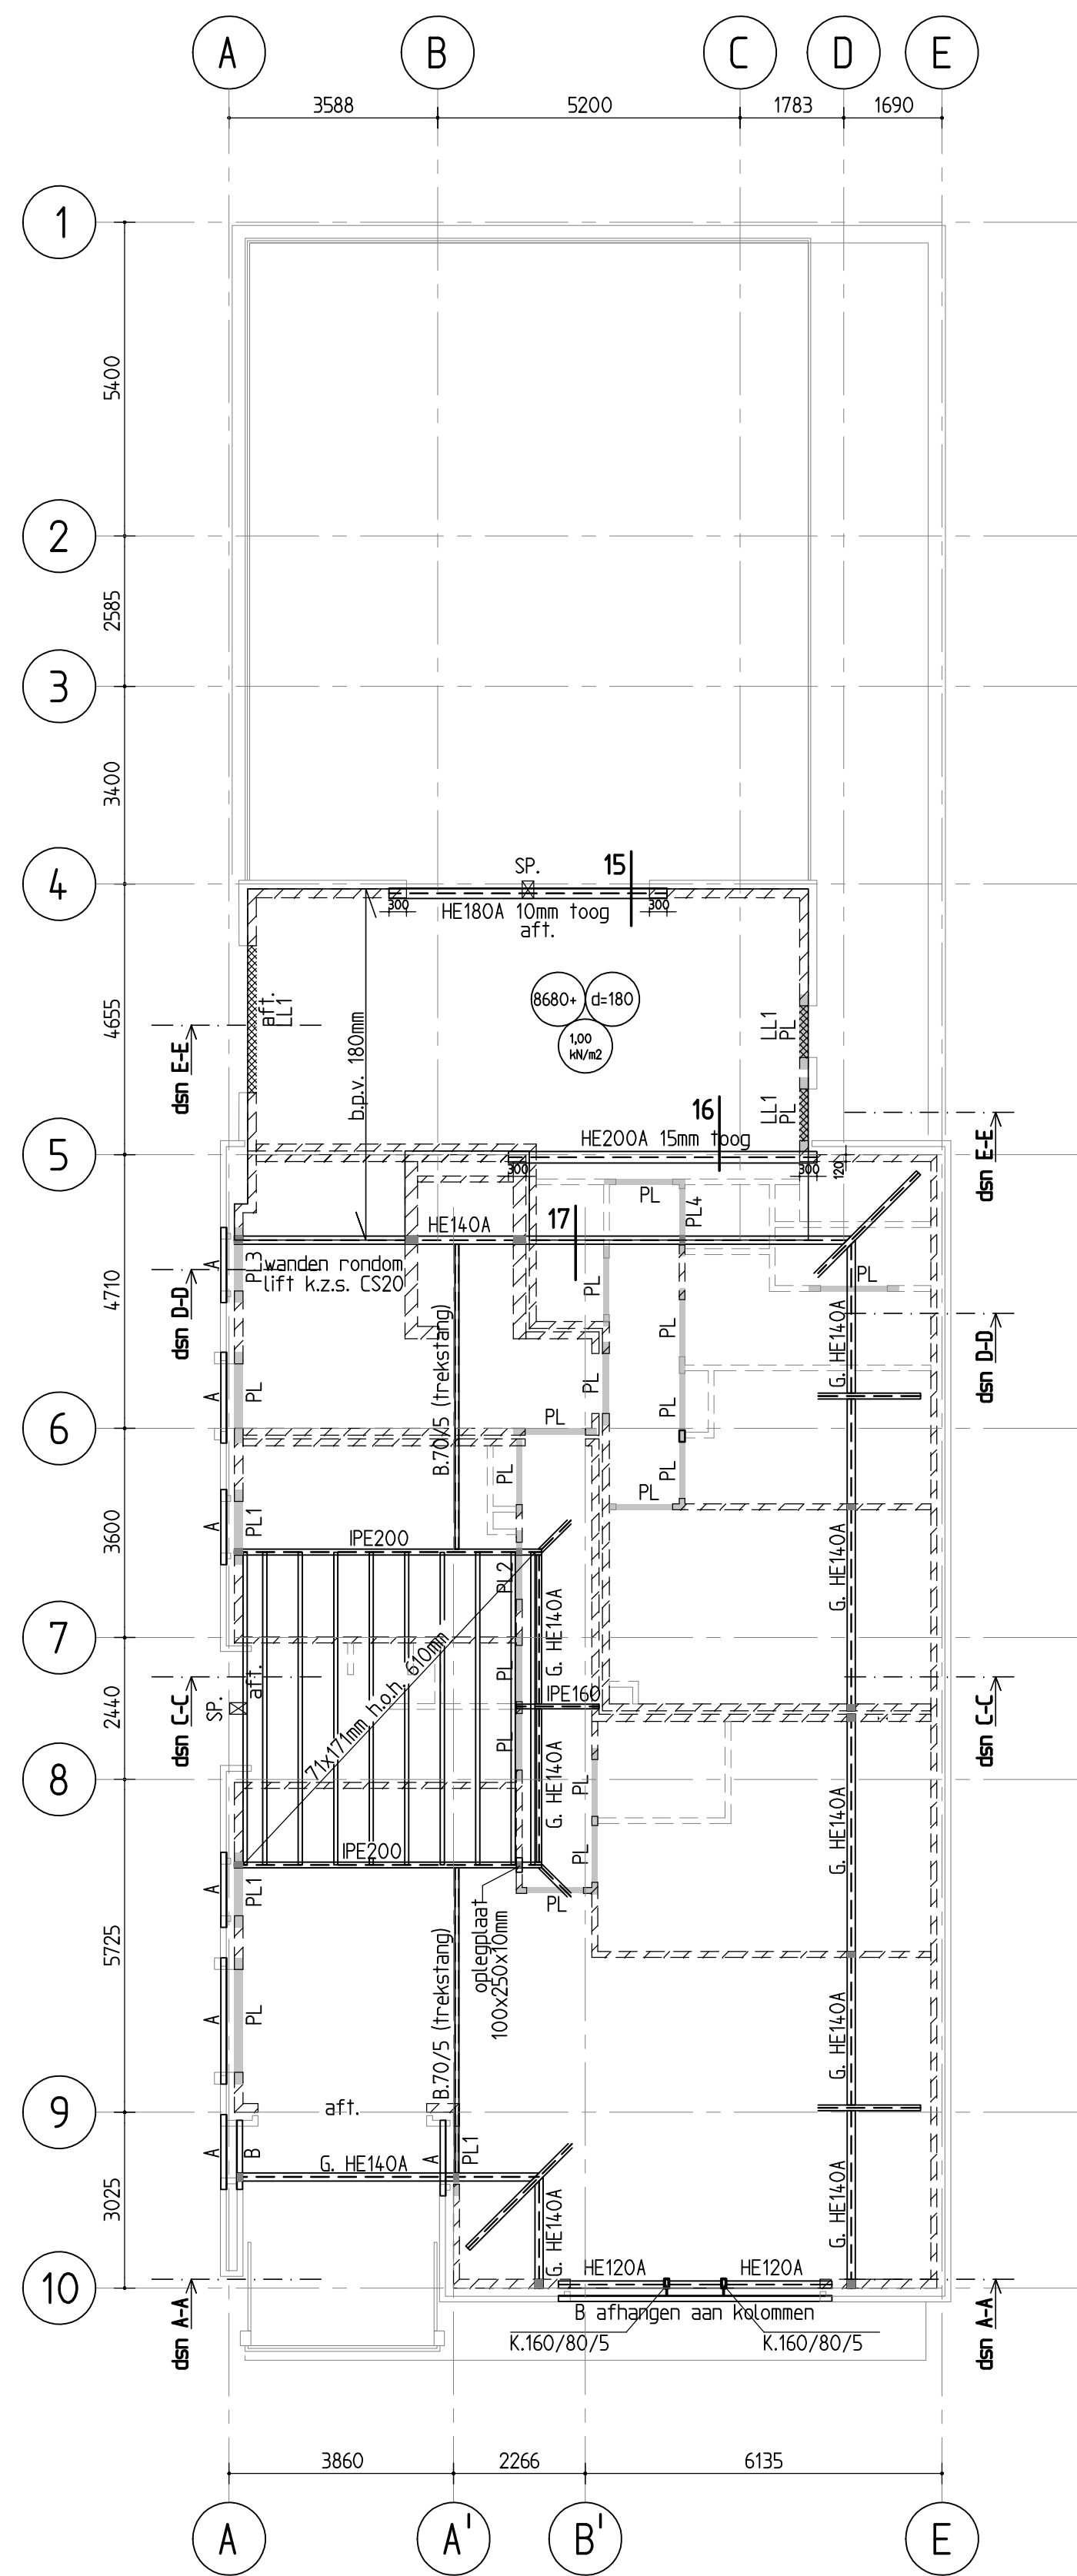 A B C D E
3588 5200 1783 1690
1
5400
2
2585
3
3400
4
SP. 15
300 300
HE180A 10mm toog
aft.
8680+ d=180
1,00
kN/m2
aft.
LL1
LL1
PL
4655
dsn E-E
b.p.v. 180mm
LL1
PL
16
dsn E-E
5
HE200A 15mm toog
300 300 120
PL
PL4
HE140A 17
wanden rondom
lift k.z.s. CS20
A
PL3
PL
PL
4710
dsn D-D
G. HE140A
dsn D-D
PL
A
PL
B.70/5 (trekstang)
PL
PL
6
PL
PL
PL
PL
A
PL1
3600
IPE200
G. HE140A
PL2
G. HE140A
7
71x171mm h.o.h. 610mm
aft.
PL
IPE160
SP.
2440
dsn C-C
dsn C-C
PL
G. HE140A
PL
G. HE140A
8
IPE200
PL
A
PL1
PL
oplegplaat
100x250x10mm
5725
A
PL
B.70/5 (trekstang)
G. HE140A
9
aft.
A
B
G. HE140A
A
PL1
3025
G. HE140A
G. HE140A
HE120A HE120A
10
B afhangen aan kolommen
K.160/80/5 K.160/80/5
dsn A-A
dsn A-A
3860 2266 6135
A A' B' E